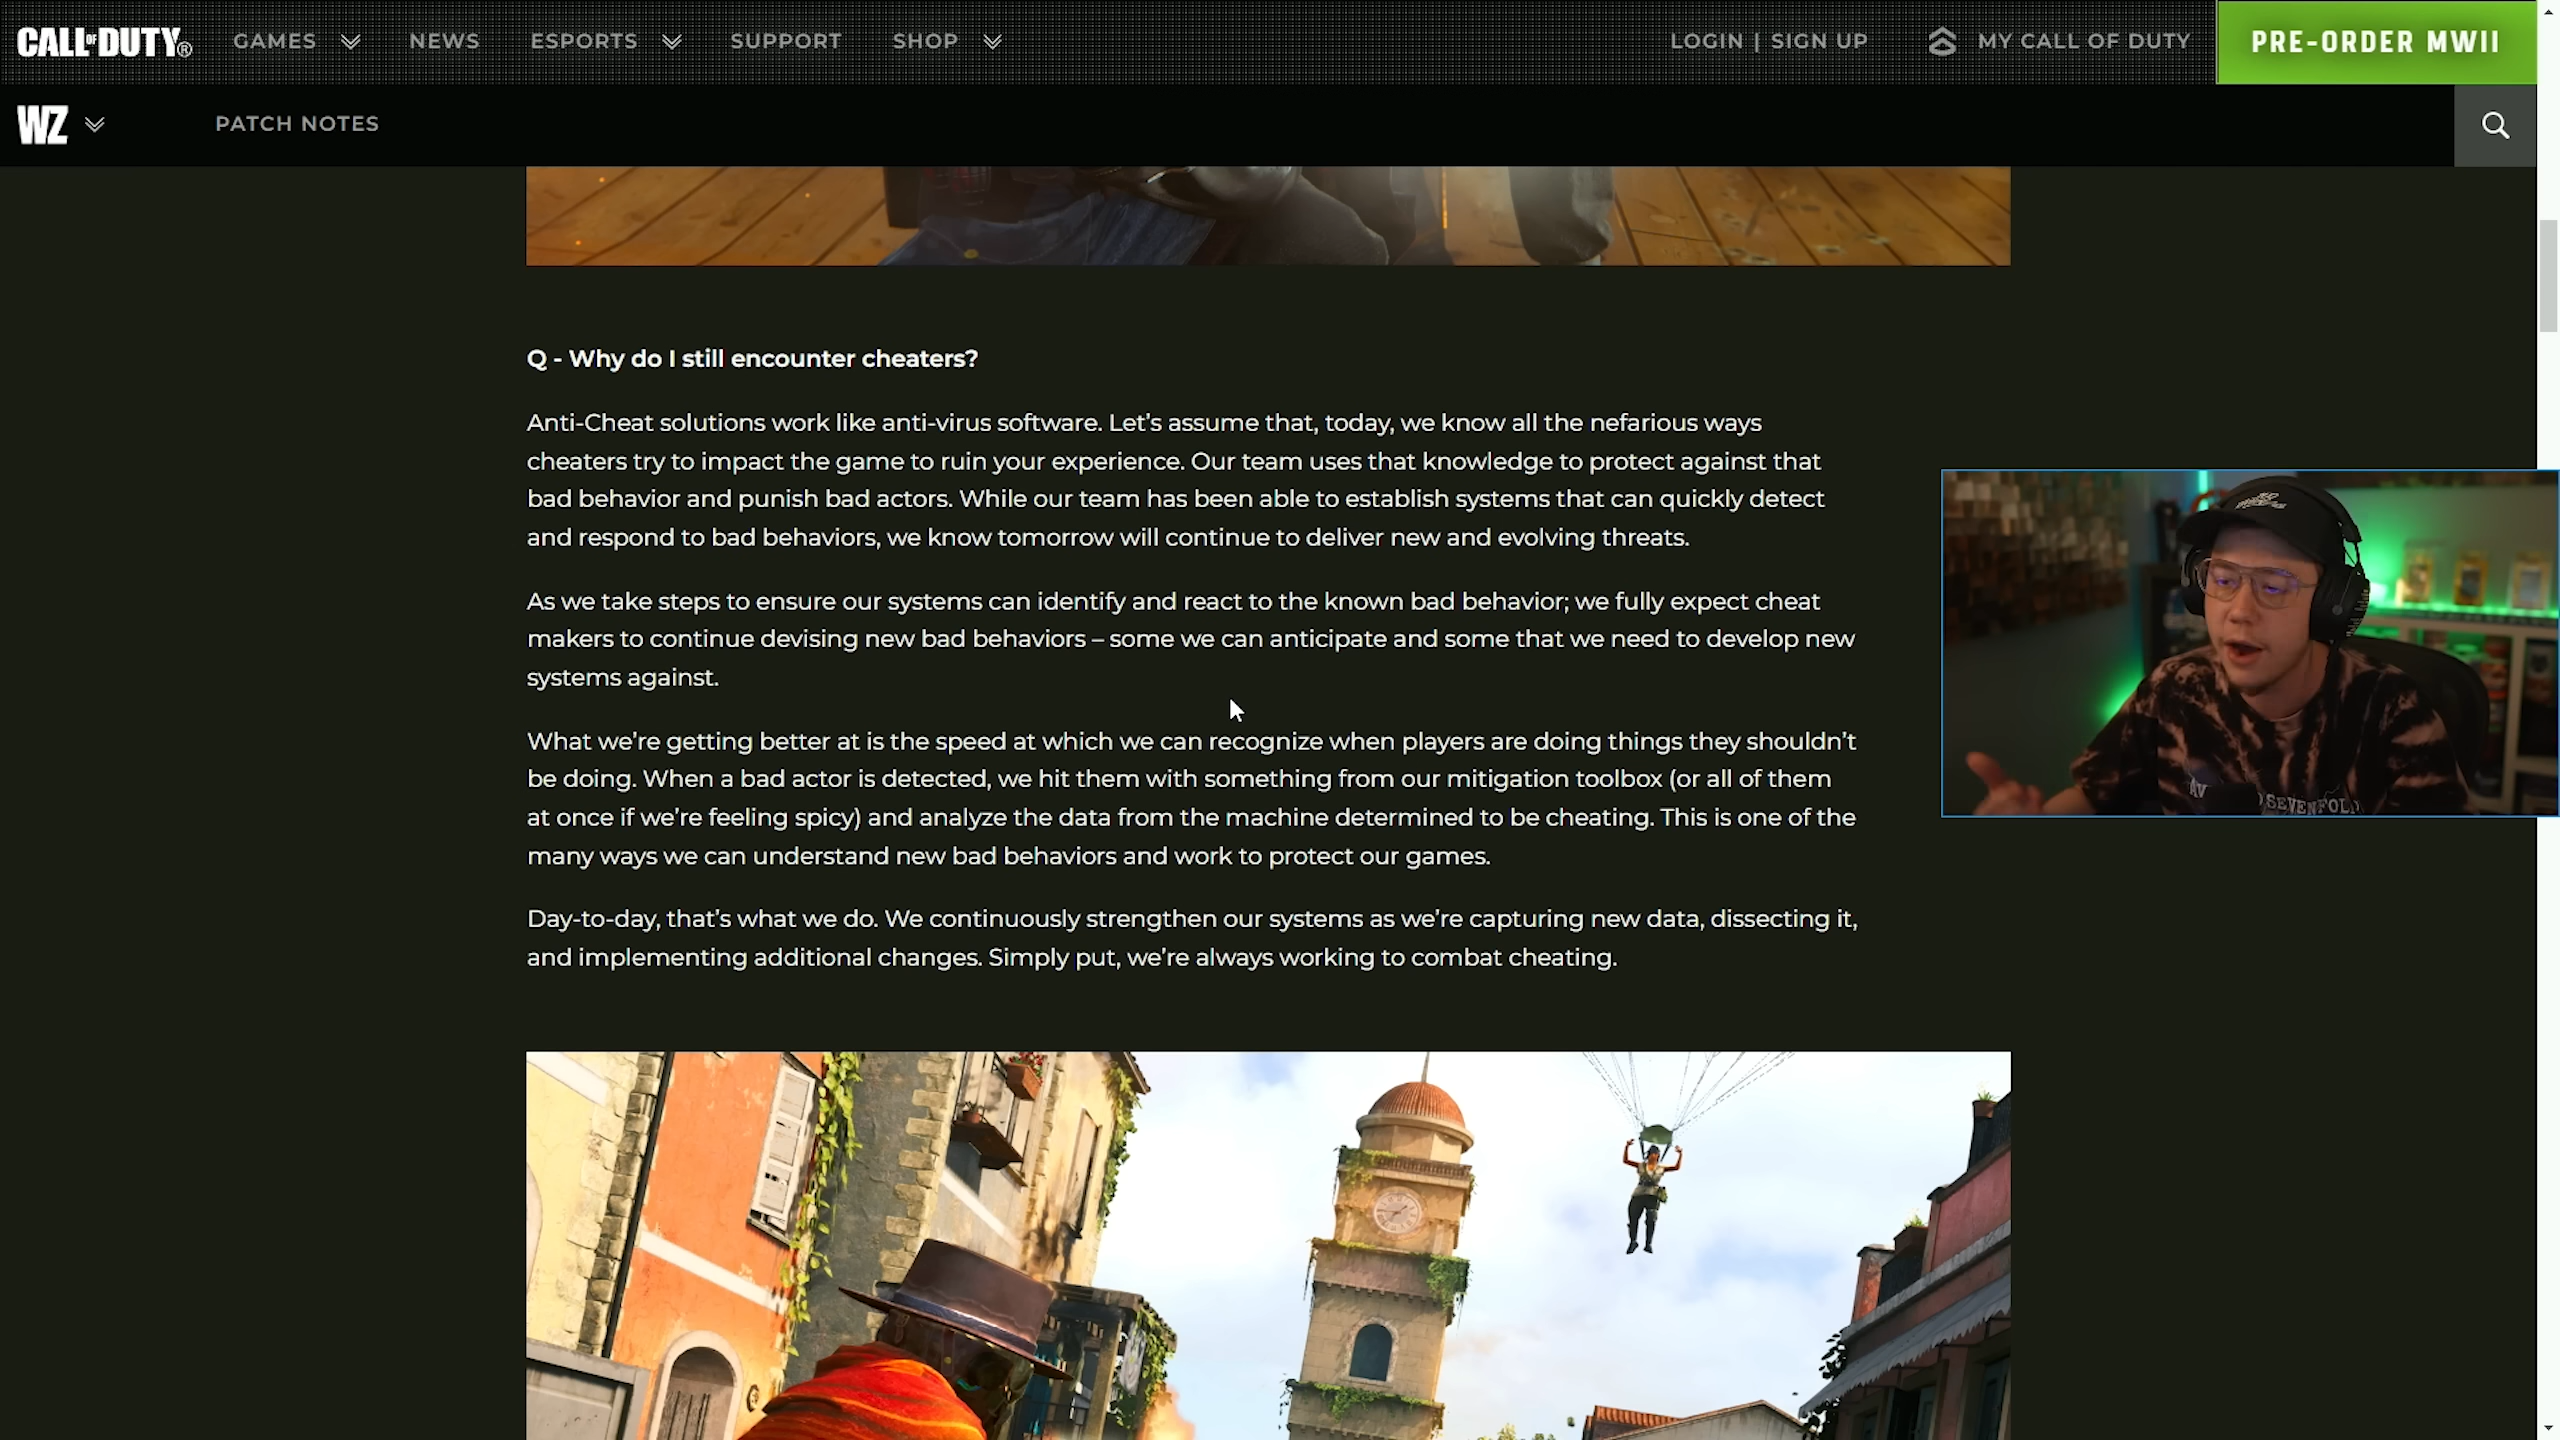 CALL OF DUTY®
GAMES
NEWS
ESPORTS
SUPPORT
SHOP
LOGIN | SIGN UP
MY CALL OF DUTY
PRE-ORDER MWII
WZ
PATCH NOTES
Q - Why do I still encounter cheaters?
Anti-Cheat solutions work like anti-virus software. Let’s assume that, today, we know all the nefarious ways
cheaters try to impact the game to ruin your experience. Our team uses that knowledge to protect against that
bad behavior and punish bad actors. While our team has been able to establish systems that can quickly detect
and respond to bad behaviors, we know tomorrow will continue to deliver new and evolving threats.
As we take steps to ensure our systems can identify and react to the known bad behavior; we fully expect cheat
makers to continue devising new bad behaviors – some we can anticipate and some that we need to develop new
systems against.
What we’re getting better at is the speed at which we can recognize when players are doing things they shouldn’t
be doing. When a bad actor is detected, we hit them with something from our mitigation toolbox (or all of them
at once if we’re feeling spicy) and analyze the data from the machine determined to be cheating. This is one of the
many ways we can understand new bad behaviors and work to protect our games.
Day-to-day, that’s what we do. We continuously strengthen our systems as we’re capturing new data, dissecting it,
and implementing additional changes. Simply put, we’re always working to combat cheating.